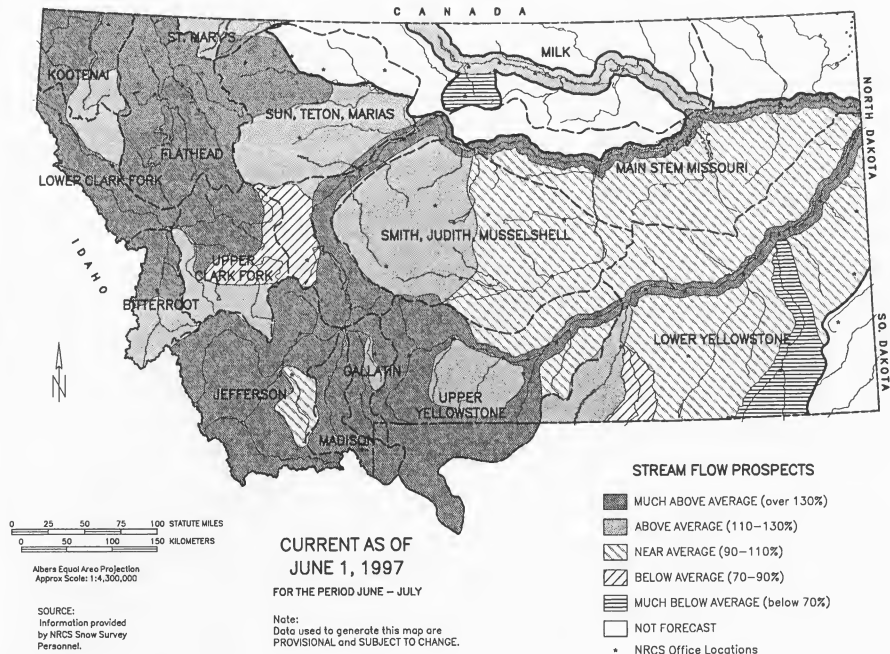 CANADA
ST. MARY'S
KOOTENAI
MILK
SUN, TETON, MARIAS
FLATHEAD
LOWER CLARK FORK
MAIN STEM MISSOURI
NORTH DAKOTA
IDAHO
SMITH, JUDITH, MUSSELSHELL
UPPER
CLARK FORK
BITTERROOT
LOWER YELLOWSTONE
SO. DAKOTA
N
GALLATIN
JEFFERSON
UPPER
YELLOWSTONE
MADISON
STREAM FLOW PROSPECTS
MUCH ABOVE AVERAGE (over 130%)
ABOVE AVERAGE (110-130%)
NEAR AVERAGE (90-110%)
BELOW AVERAGE (70-90%)
MUCH BELOW AVERAGE (below 70%)
NOT FORECAST
* NRCS Office Locations
0 25 50 75 100 STATUTE MILES
0 50 100 150 KILOMETERS
Albers Equal Area Projection
Approx Scale: 1:4,300,000
SOURCE:
Information provided
by NRCS Snow Survey
Personnel.
CURRENT AS OF
JUNE 1, 1997
FOR THE PERIOD JUNE - JULY
Note:
Data used to generate this map are
PROVISIONAL and SUBJECT TO CHANGE.